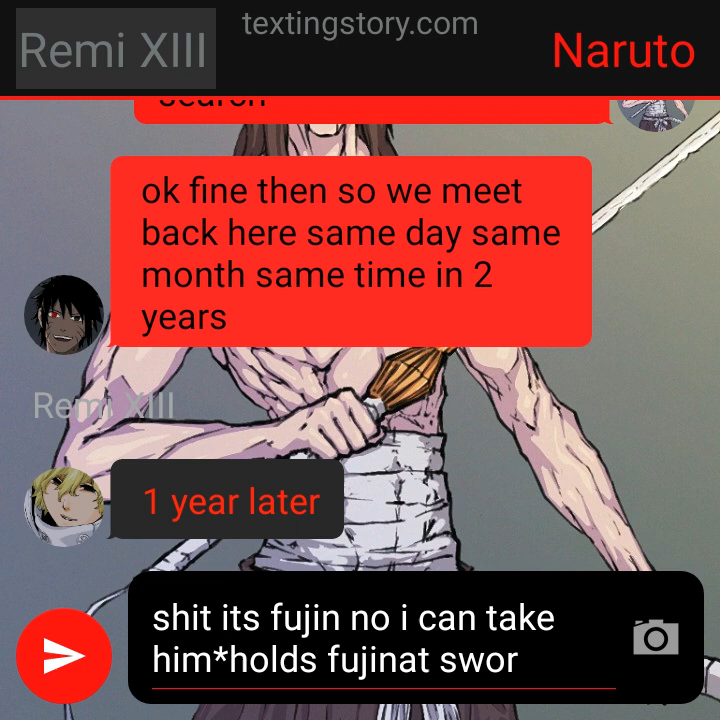 textingstory.com
Remi XIII
Naruto
search
ok fine then so we meet
back here same day same
month same time in 2
years
Remi XIII
1 year later
shit its fujin no i can take
him*holds fujinat swor